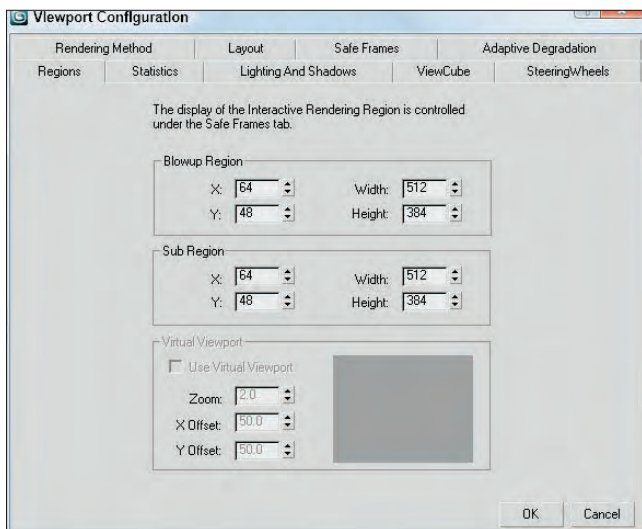 Viewport Configuration
Rendering Method Layout Safe Frames Adaptive Degradation
Regions Statistics Lighting And Shadows ViewCube SteeringWheels
The display of the Interactive Rendering Region is controlled
under the Safe Frames tab.
Blowup Region
X: 64 Width: 512
Y: 48 Height: 384
Sub Region
X: 64 Width: 512
Y: 48 Height: 384
Virtual Viewport
Use Virtual Viewport
Zoom: 2.0
X Offset: 50.0
Y Offset: 50.0
OK Cancel